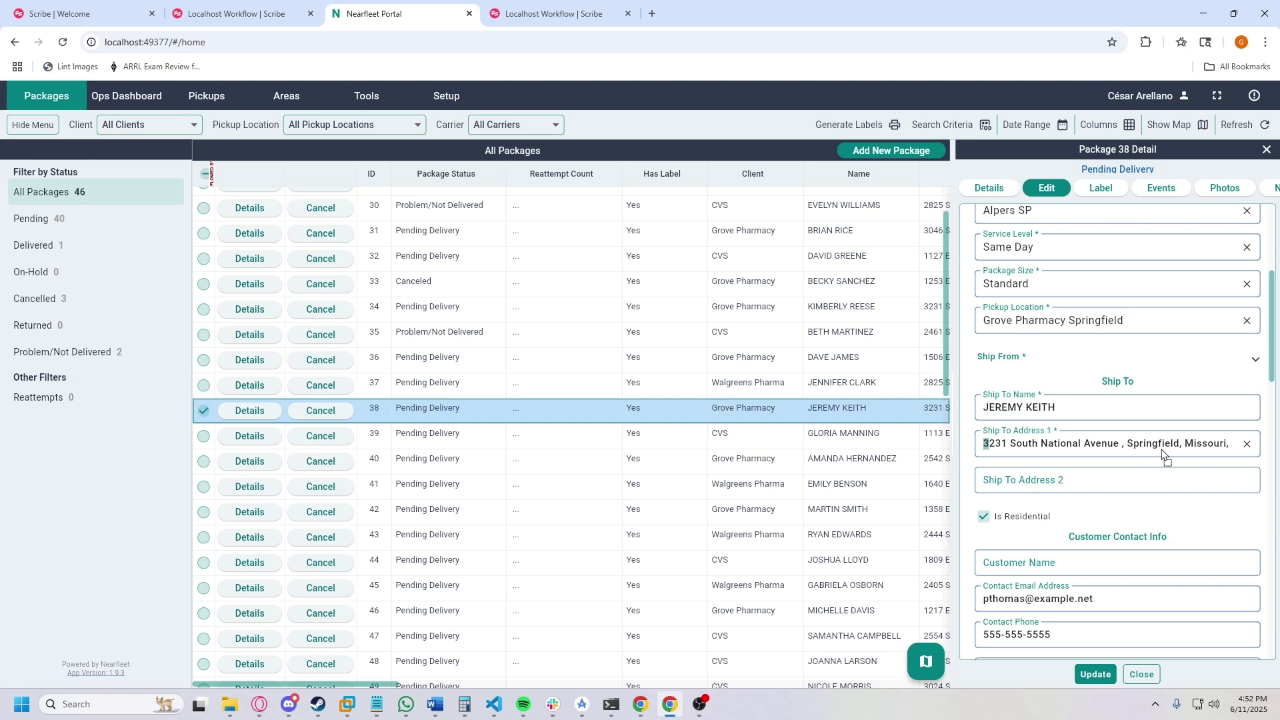 Scribe | Welcome
Localhost Workflow | Scribe
Nearfleet Portal
Localhost Workflow | Scribe
localhost:49377/#/home
Lint Images
ARRL Exam Review f...
All Bookmarks
Packages
Ops Dashboard
Pickups
Areas
Tools
Setup
César Arellano
Hide Menu
Client
All Clients
Pickup Location
All Pickup Locations
Carrier
All Carriers
Generate Labels
Search Criteria
Date Range
Columns
Show Map
Refresh
Filter by Status
All Packages 46
Pending 40
Delivered 1
On-Hold 0
Cancelled 3
Returned 0
Problem/Not Delivered 2
Other Filters
Reattempts 0
Powered by Nearfleet
App Version: 1.9.3
All Packages
Add New Package
ID Package Status Reattempt Count Has Label Client Name
Details Cancel 30 Problem/Not Delivered ... Yes CVS EVELYN WILLIAMS 2825 S
Details Cancel 31 Pending Delivery ... Yes Grove Pharmacy BRIAN RICE 3046 S
Details Cancel 32 Pending Delivery ... Yes CVS DAVID GREENE 1127 E
Details Cancel 33 Canceled ... Yes Grove Pharmacy BECKY SANCHEZ 1253 E
Details Cancel 34 Pending Delivery ... Yes Grove Pharmacy KIMBERLY REESE 3231 S
Details Cancel 35 Problem/Not Delivered ... Yes CVS BETH MARTINEZ 2461 S
Details Cancel 36 Pending Delivery ... Yes Grove Pharmacy DAVE JAMES 1506 E
Details Cancel 37 Pending Delivery ... Yes Walgreens Pharma JENNIFER CLARK 2825 S
Details Cancel 38 Pending Delivery ... Yes Grove Pharmacy JEREMY KEITH 3231 S
Details Cancel 39 Pending Delivery ... Yes CVS GLORIA MANNING 1113 E
Details Cancel 40 Pending Delivery ... Yes Grove Pharmacy AMANDA HERNANDEZ 2542 S
Details Cancel 41 Pending Delivery ... Yes Walgreens Pharma EMILY BENSON 1640 E
Details Cancel 42 Pending Delivery ... Yes Grove Pharmacy MARTIN SMITH 1358 E
Details Cancel 43 Pending Delivery ... Yes Walgreens Pharma RYAN EDWARDS 2444 S
Details Cancel 44 Pending Delivery ... Yes CVS JOSHUA LLOYD 1809 E
Details Cancel 45 Pending Delivery ... Yes Walgreens Pharma GABRIELA OSBORN 2405 S
Details Cancel 46 Pending Delivery ... Yes Grove Pharmacy MICHELLE DAVIS 1217 E
Details Cancel 47 Pending Delivery ... Yes CVS SAMANTHA CAMPBELL 2554 S
Details Cancel 48 Pending Delivery ... Yes CVS JOANNA LARSON 3024 S
Package 38 Detail
Pending Delivery
Details
Edit
Label
Events
Photos
N
Alpers SP
Service Level *
Same Day
Package Size *
Standard
Pickup Location *
Grove Pharmacy Springfield
Ship From *
Ship To
Ship To Name *
JEREMY KEITH
Ship To Address 1 *
3231 South National Avenue , Springfield, Missouri,
Ship To Address 2
Is Residential
Customer Contact Info
Customer Name
Contact Email Address
pthomas@example.net
Contact Phone
555-555-5555
Update
Close
Search
4:52 PM
6/11/2025